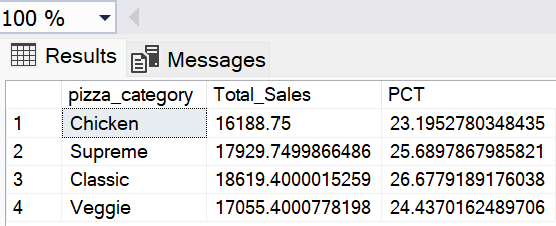 100 %
Results Messages
pizza_category Total_Sales PCT
1 Chicken 16188.75 23.1952780348435
2 Supreme 17929.7499866486 25.6897867985821
3 Classic 18619.4000015259 26.6779189176038
4 Veggie 17055.4000778198 24.4370162489706